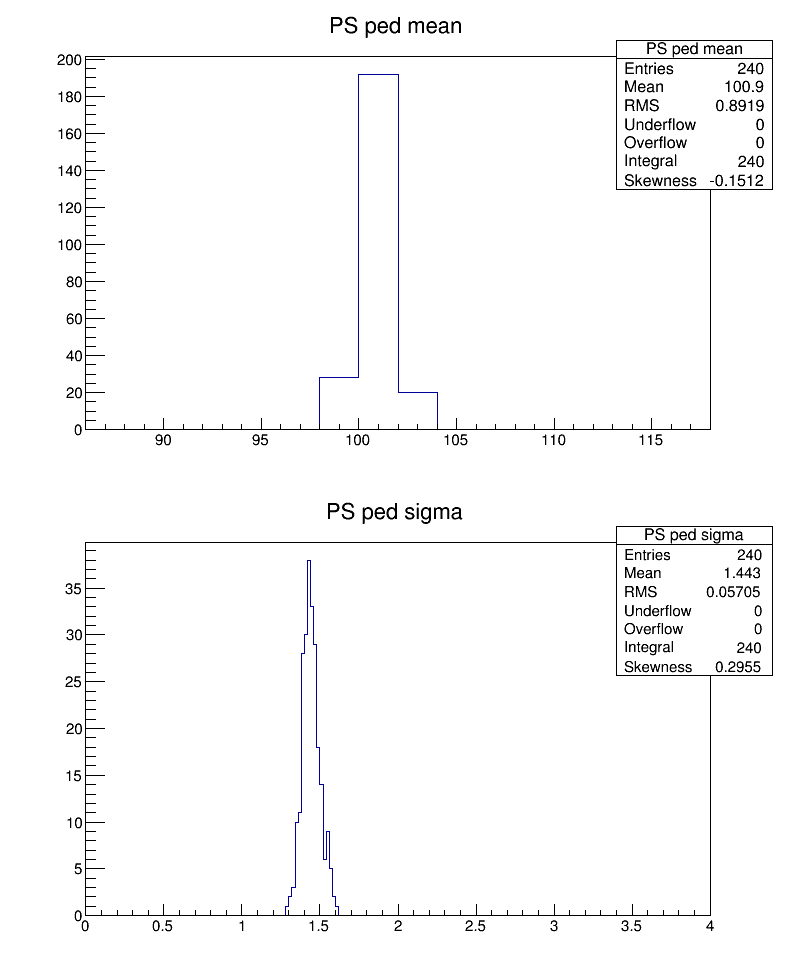 PS ped mean
PS ped mean
Entries 240
Mean 100.9
RMS 0.8919
Underflow 0
Overflow 0
Integral 240
Skewness -0.1512
200
180
160
140
120
100
80
60
40
20
0
90 95 100 105 110 115
PS ped sigma
PS ped sigma
Entries 240
Mean 1.443
RMS 0.05705
Underflow 0
Overflow 0
Integral 240
Skewness 0.2955
35
30
25
20
15
10
5
0
0 0.5 1 1.5 2 2.5 3 3.5 4